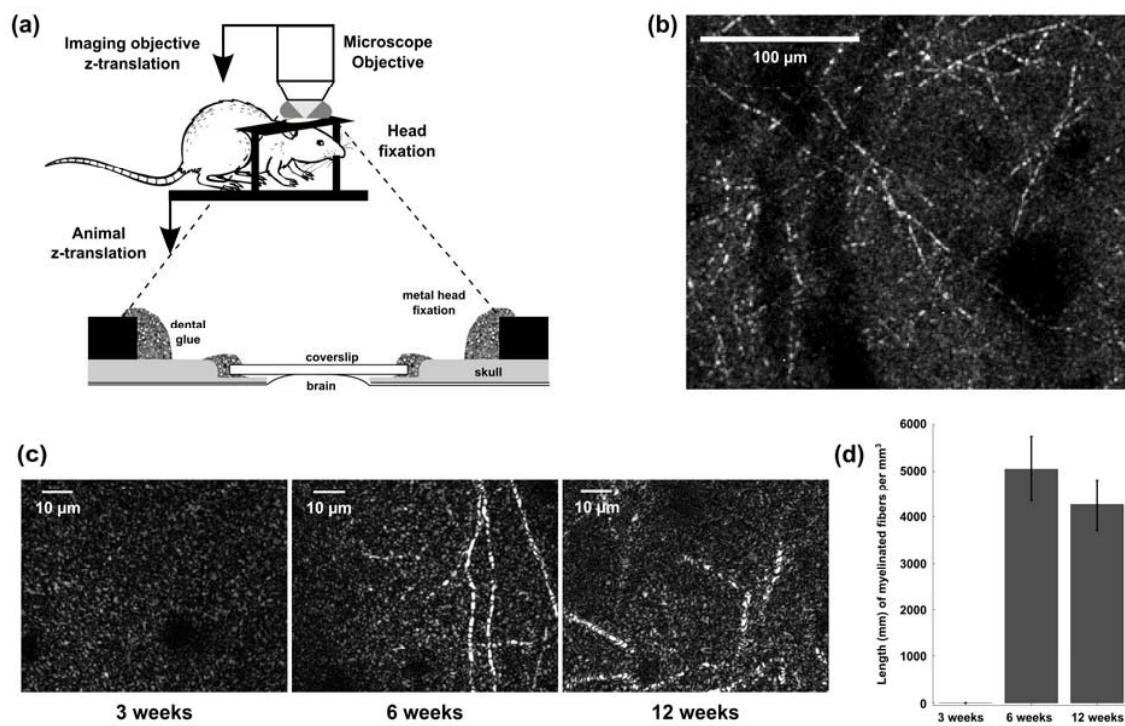 (a)
Imaging objective
z-translation
Microscope
Objective
Head
fixation
Animal
z-translation
metal head
fixation
dental
glue
coverslip
skull
brain
(b)
100 µm
(c)
10 µm
10 µm
10 µm
3 weeks
6 weeks
12 weeks
(d)
Length (mm) of myelinated fibers per mm³
6000
5000
4000
3000
2000
1000
0
3 weeks
6 weeks
12 weeks